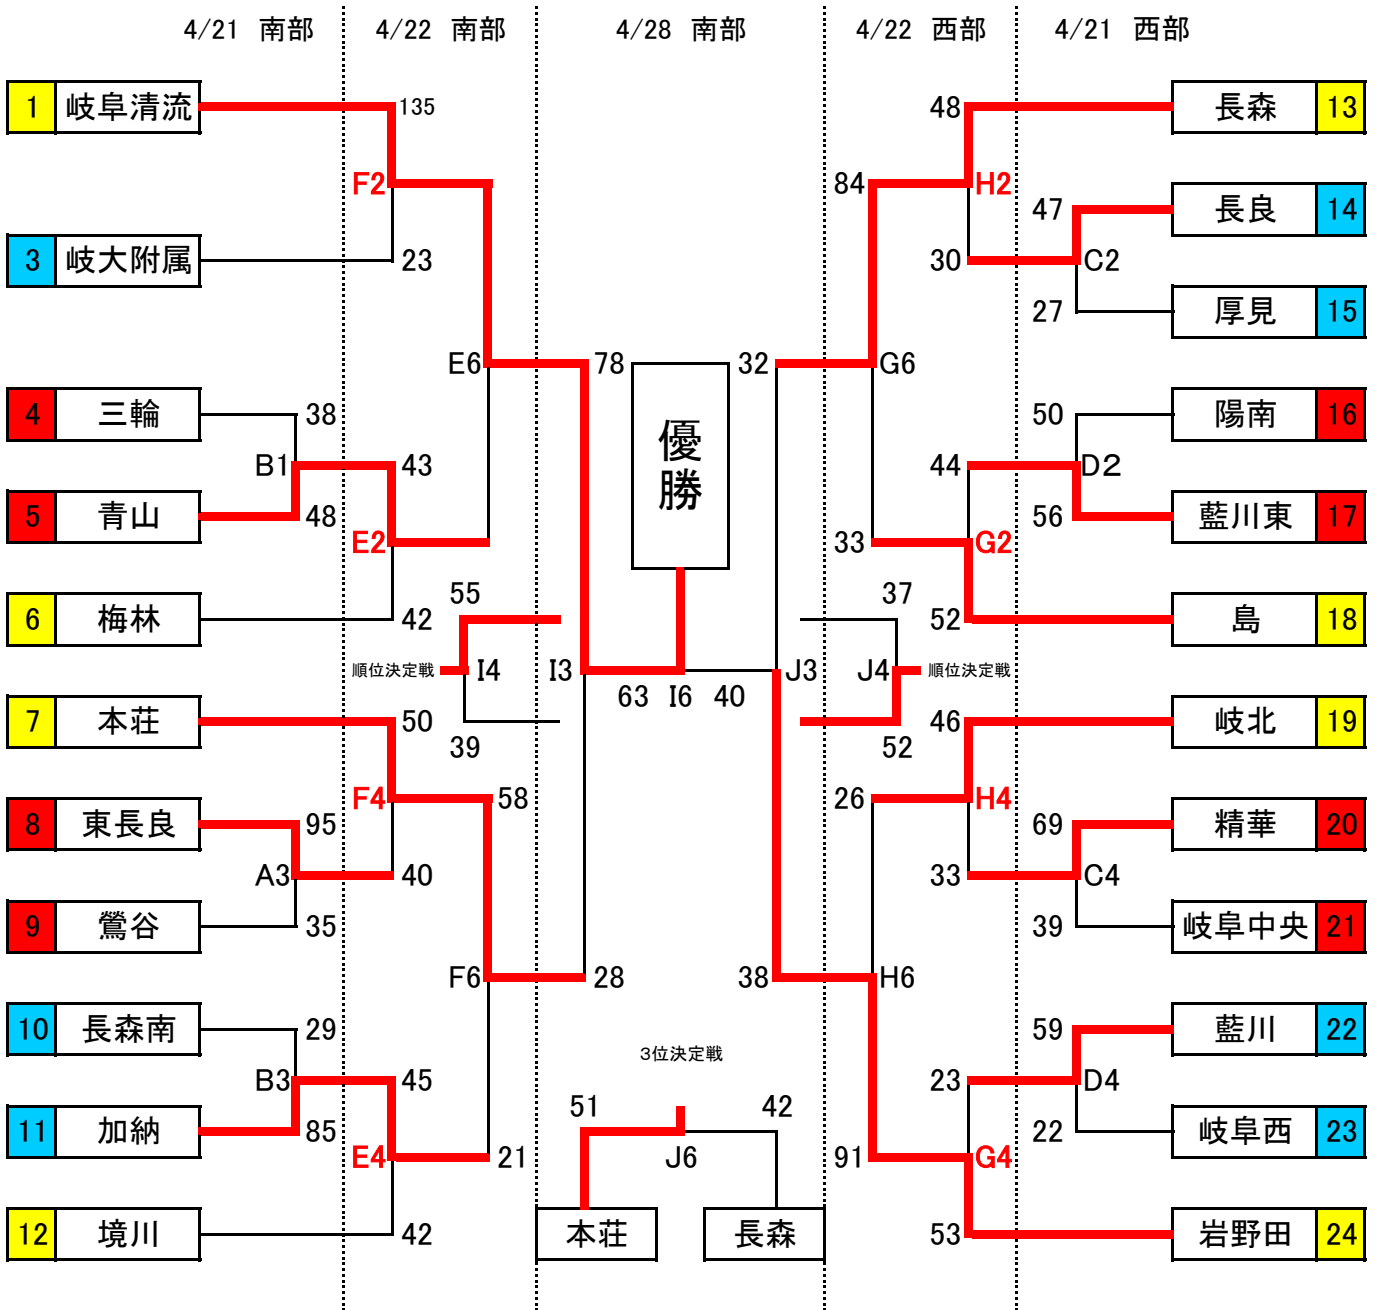 4/21 南部 4/22 南部 4/28 南部 4/22 西部 4/21 西部
1 岐阜清流 135 48 長森 13
F2 84 H2
47 長良 14
3 岐大附属 23 30 C2
27 厚見 15
E6 78 32 G6
4 三輪 38 優勝 50 陽南 16
B1 43 44 D2
5 青山 48 56 藍川東 17
E2 33 G2
55 37
6 梅林 42 52 島 18
順位決定戦 I4 I3 J3 J4 順位決定戦
63 I6 40
7 本荘 50 46 岐北 19
39 52
F4 58 26 H4
8 東長良 95 69 精華 20
A3 40 33 C4
9 鶯谷 35 39 岐阜中央 21
F6 28 38 H6
10 長森南 29 59 藍川 22
3位決定戦
B3 45 23 D4
51 42
11 加納 85 22 岐阜西 23
E4 21 J6 91 G4
12 境川 42 本荘 長森 53 岩野田 24